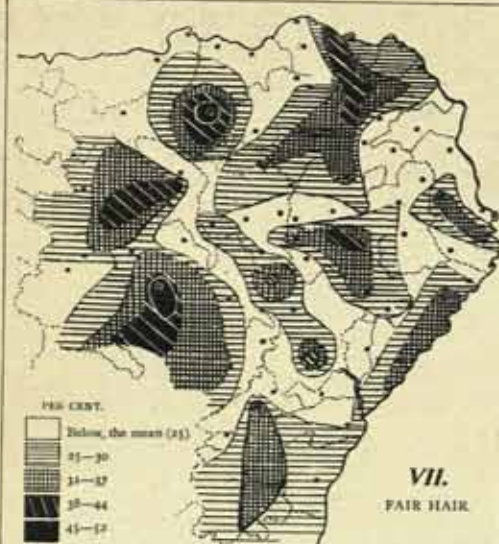 PER CENT.
Below, the mean (25)
25—30
31—37
38—44
45—52
VII.
FAIR HAIR